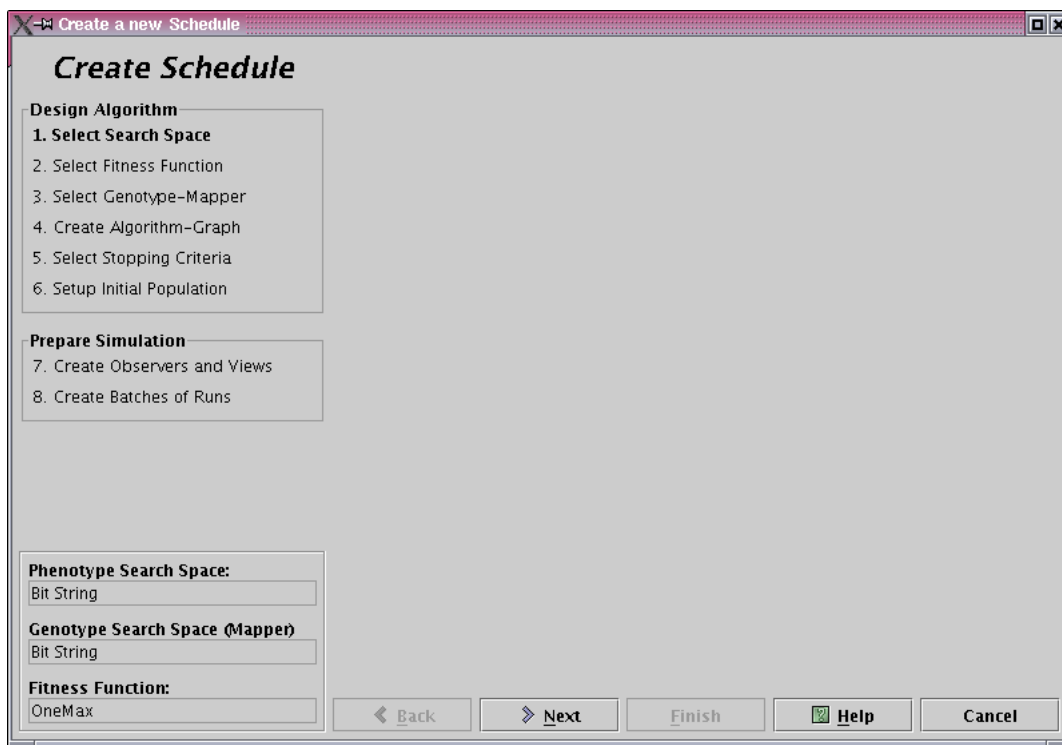 Create a new Schedule
Create Schedule
Design Algorithm
1. Select Search Space
2. Select Fitness Function
3. Select Genotype-Mapper
4. Create Algorithm-Graph
5. Select Stopping Criteria
6. Setup Initial Population
Prepare Simulation
7. Create Observers and Views
8. Create Batches of Runs
Phenotype Search Space:
Bit String
Genotype Search Space (Mapper)
Bit String
Fitness Function:
OneMax
Back
Next
Finish
Help
Cancel